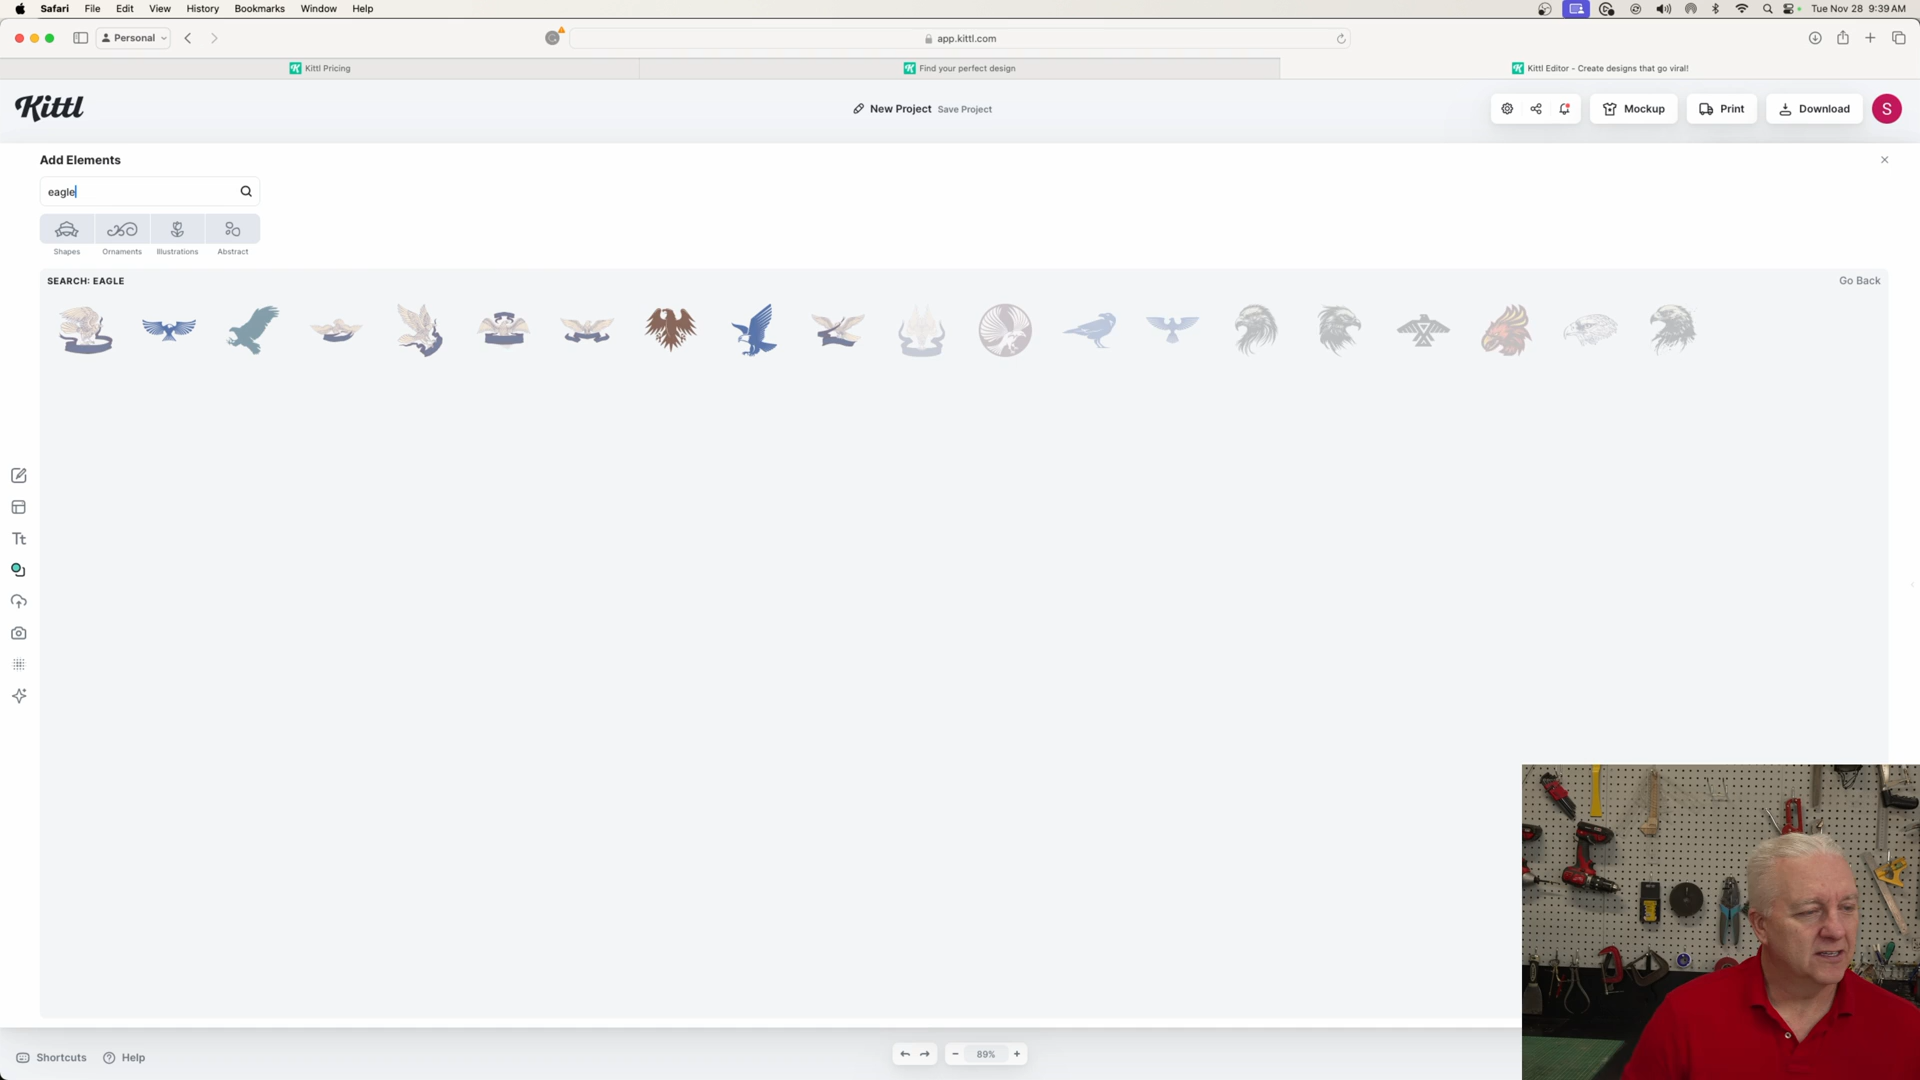 Safari File Edit View History Bookmarks Window Help Tue Nov 28 9:39 AM
Personal app.kittl.com
Kittl Pricing Find your perfect design Kittl Editor - Create designs that go viral!
Kittl New Project Save Project Mockup Print Download S
Add Elements
eagle
Shapes Ornaments Illustrations Abstract
SEARCH: EAGLE Go Back
Tt
Shortcuts Help 89%